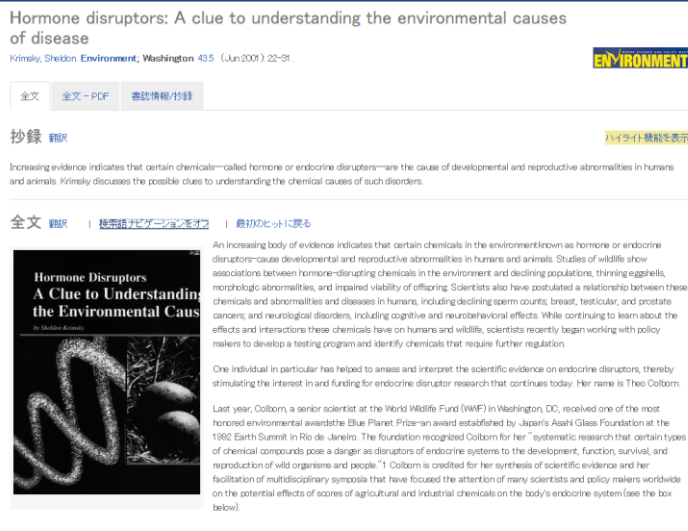 Hormone disruptors: A clue to understanding the environmental causes
of disease
Krimsky, Sheldon. Environment; Washington 43.5 (Jun 2001): 22-31.
ENVIRONMENT
全文 全文 - PDF 書誌情報/抄録
抄録 翻訳
ハイライト機能を表示
Increasing evidence indicates that certain chemicals—called hormone or endocrine disrupters—are the cause of developmental and reproductive abnormalities in humans
and animals. Krimsky discusses the possible clues to understanding the chemical causes of such disorders.
全文 翻訳 | 検索語ナビゲーションをオフ | 最初のヒットに戻る
Hormone Disruptors
A Clue to Understanding
the Environmental Caus
by Sheldon Krimsky
An increasing body of evidence indicates that certain chemicals in the environmentknown as hormone or endocrine
disruptors-cause developmental and reproductive abnormalities in humans and animals. Studies of wildlife show
associations between hormone-disrupting chemicals in the environment and declining populations, thinning eggshells,
morphologic abnormalities, and impaired viability of offspring. Scientists also have postulated a relationship between these
chemicals and abnormalities and diseases in humans, including declining sperm counts; breast, testicular, and prostate
cancers; and neurological disorders, including cognitive and neurobehavioral effects. While continuing to learn about the
effects and interactions these chemicals have on humans and wildlife, scientists recently began working with policy
makers to develop a testing program and identify chemicals that require further regulation.
One individual in particular has helped to amass and interpret the scientific evidence on endocrine disruptors, thereby
stimulating the interest in and funding for endocrine disruptor research that continues today. Her name is Theo Colborn.
Last year, Colborn, a senior scientist at the World Wildlife Fund (WWF) in Washington, DC, received one of the most
honored environmental awardsthe Blue Planet Prize-an award established by Japan's Asahi Glass Foundation at the
1992 Earth Summit in Rio de Janeiro. The foundation recognized Colborn for her "systematic research that certain types
of chemical compounds pose a danger as disruptors of endocrine systems to the development, function, survival, and
reproduction of wild organisms and people."1 Colborn is credited for her synthesis of scientific evidence and her
facilitation of multidisciplinary symposia that have focused the attention of many scientists and policy makers worldwide
on the potential effects of scores of agricultural and industrial chemicals on the body's endocrine system (see the box
below).